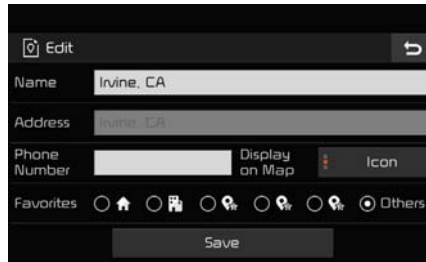 Edit
Name Irvine, CA
Address Irvine, CA
Phone Number Display on Map Icon
Favorites Others
Save